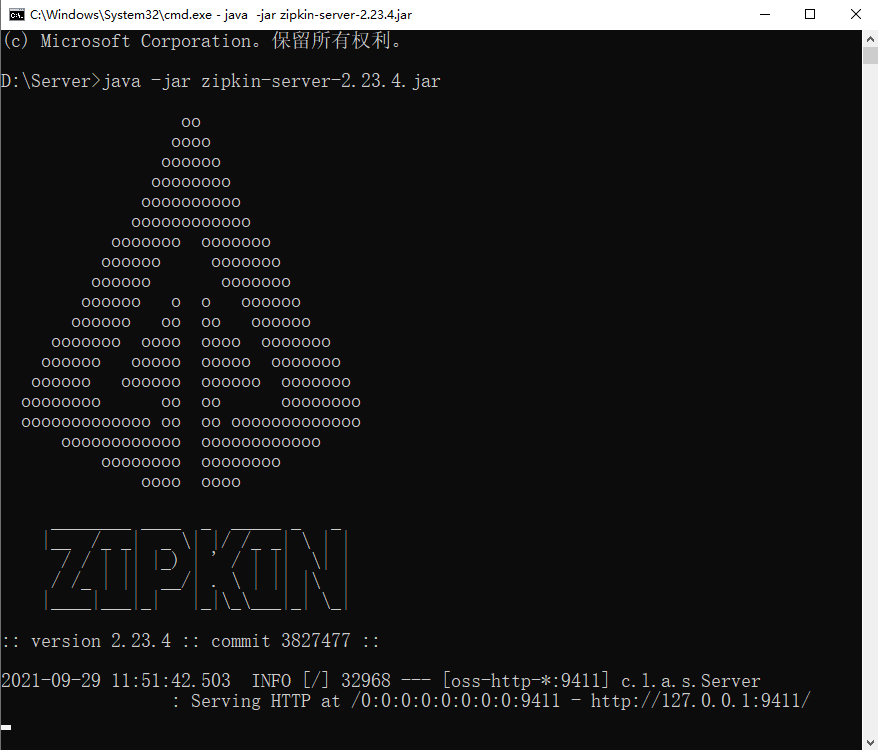 C:\Windows\System32\cmd.exe - java  -jar zipkin-server-2.23.4.jar
(c) Microsoft Corporation。保留所有权利。
D:\Server>java -jar zipkin-server-2.23.4.jar
                  oo
                 oooo
                oooooo
               oooooooo
              oooooooooo
             oooooooooooo
           ooooooo  ooooooo
          oooooo     ooooooo
         oooooo       ooooooo
        oooooo   o  o   oooooo
       oooooo   oo  oo   oooooo
     ooooooo  oooo  oooo  ooooooo
    oooooo   ooooo  ooooo  ooooooo
   oooooo   oooooo  oooooo  ooooooo
  oooooooo      oo  oo      oooooooo
  ooooooooooooo oo  oo ooooooooooooo
      oooooooooooo  oooooooooooo
          oooooooo  oooooooo
              oooo  oooo
ZIPKIN
:: version 2.23.4 :: commit 3827477 ::
2021-09-29 11:51:42.503  INFO [/] 32968 --- [oss-http-*:9411] c.l.a.s.Server
                 : Serving HTTP at /0:0:0:0:0:0:0:0:9411 - http://127.0.0.1:9411/